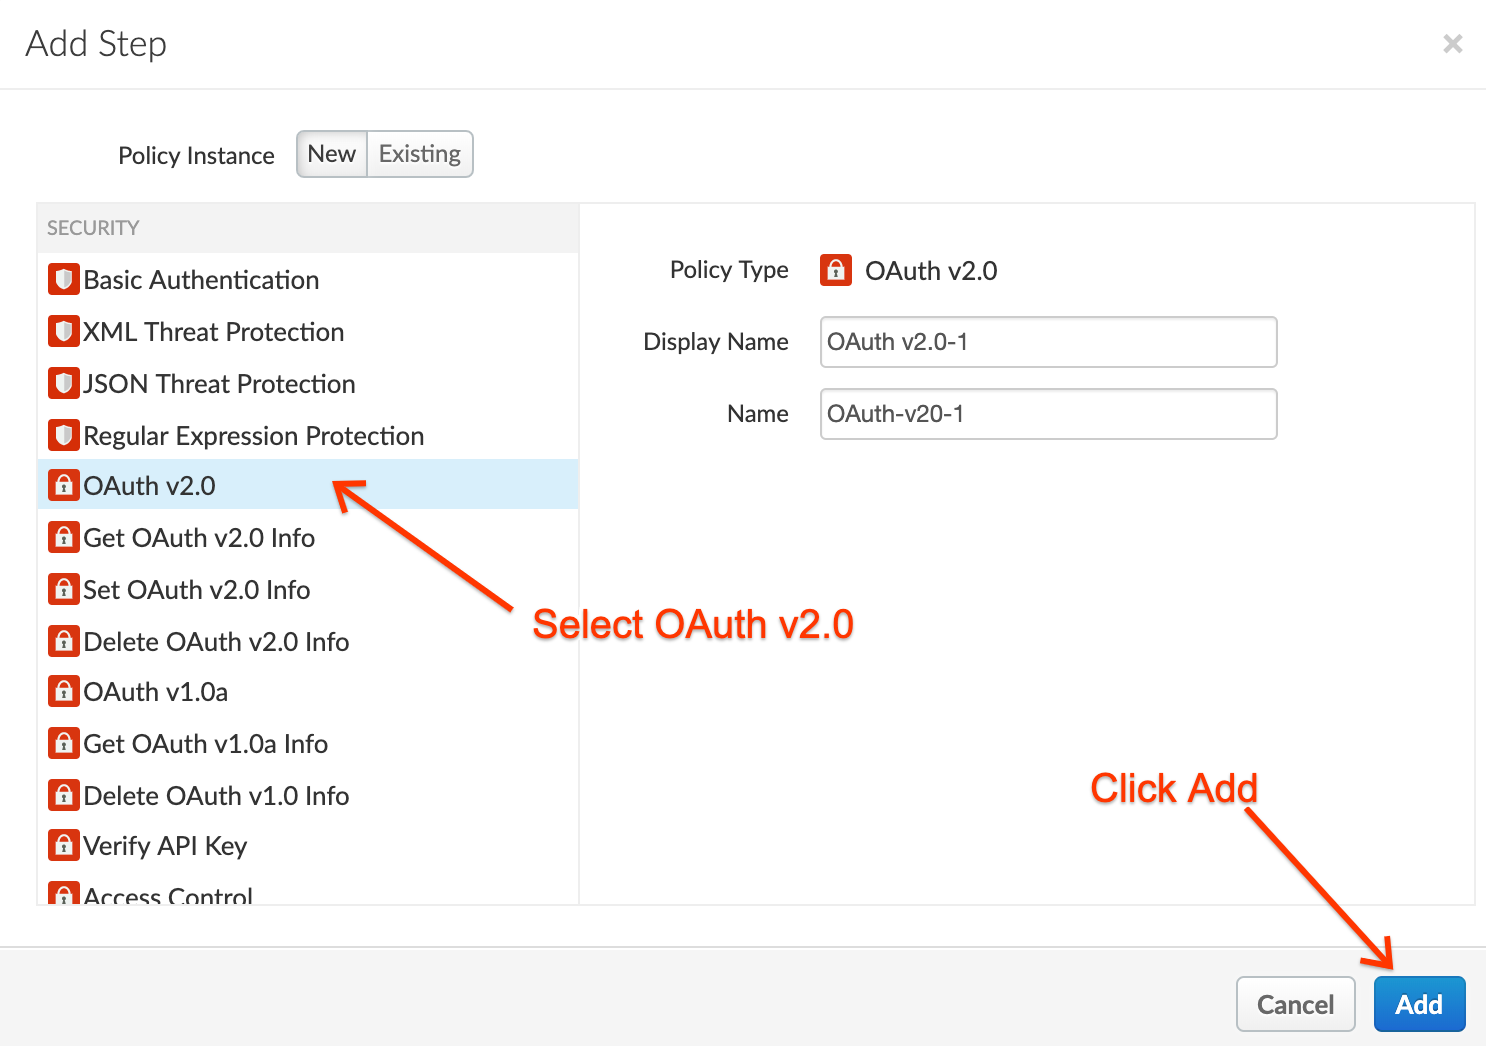 Add Step
Policy Instance
New
Existing
SECURITY
Basic Authentication
XML Threat Protection
JSON Threat Protection
Regular Expression Protection
OAuth v2.0
Get OAuth v2.0 Info
Set OAuth v2.0 Info
Delete OAuth v2.0 Info
OAuth v1.0a
Get OAuth v1.0a Info
Delete OAuth v1.0 Info
Verify API Key
Access Control
Policy Type
OAuth v2.0
Display Name
OAuth v2.0-1
Name
OAuth-v20-1
Select OAuth v2.0
Click Add
Cancel
Add